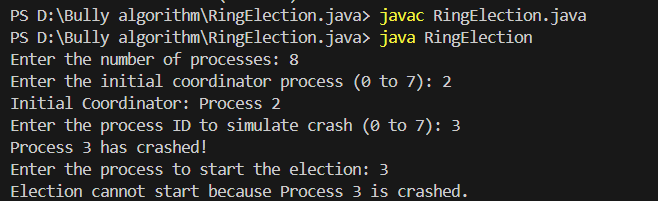 PS D:\Bully algorithm\RingElection.java> javac RingElection.java
PS D:\Bully algorithm\RingElection.java> java RingElection
Enter the number of processes: 8
Enter the initial coordinator process (0 to 7): 2
Initial Coordinator: Process 2
Enter the process ID to simulate crash (0 to 7): 3
Process 3 has crashed!
Enter the process to start the election: 3
Election cannot start because Process 3 is crashed.